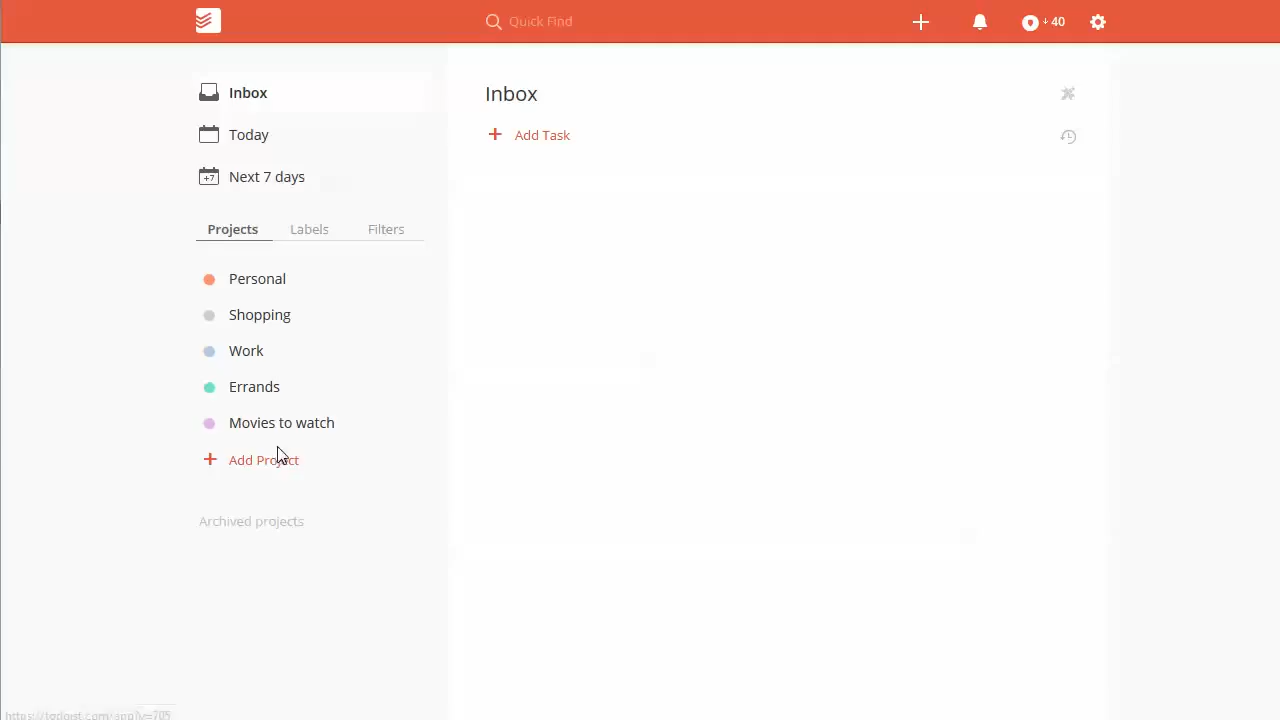 Quick Find
40
Inbox
Today
+7 Next 7 days
Projects Labels Filters
Personal
Shopping
Work
Errands
Movies to watch
+ Add Project
Archived projects
Inbox
+ Add Task